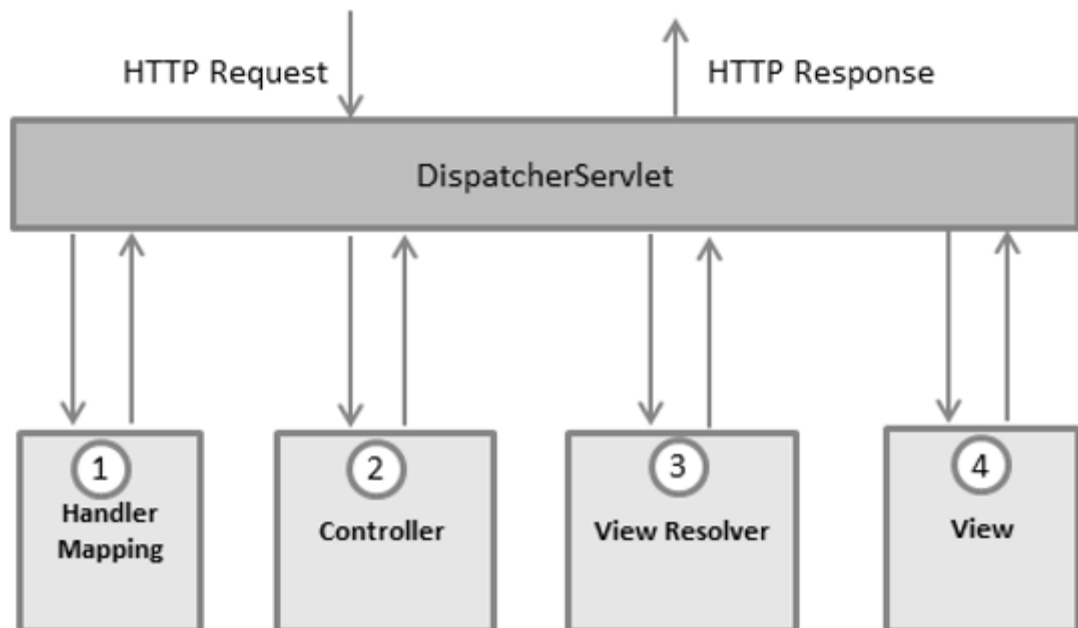 HTTP Request
HTTP Response
DispatcherServlet
1
Handler
Mapping
2
Controller
3
View Resolver
4
View